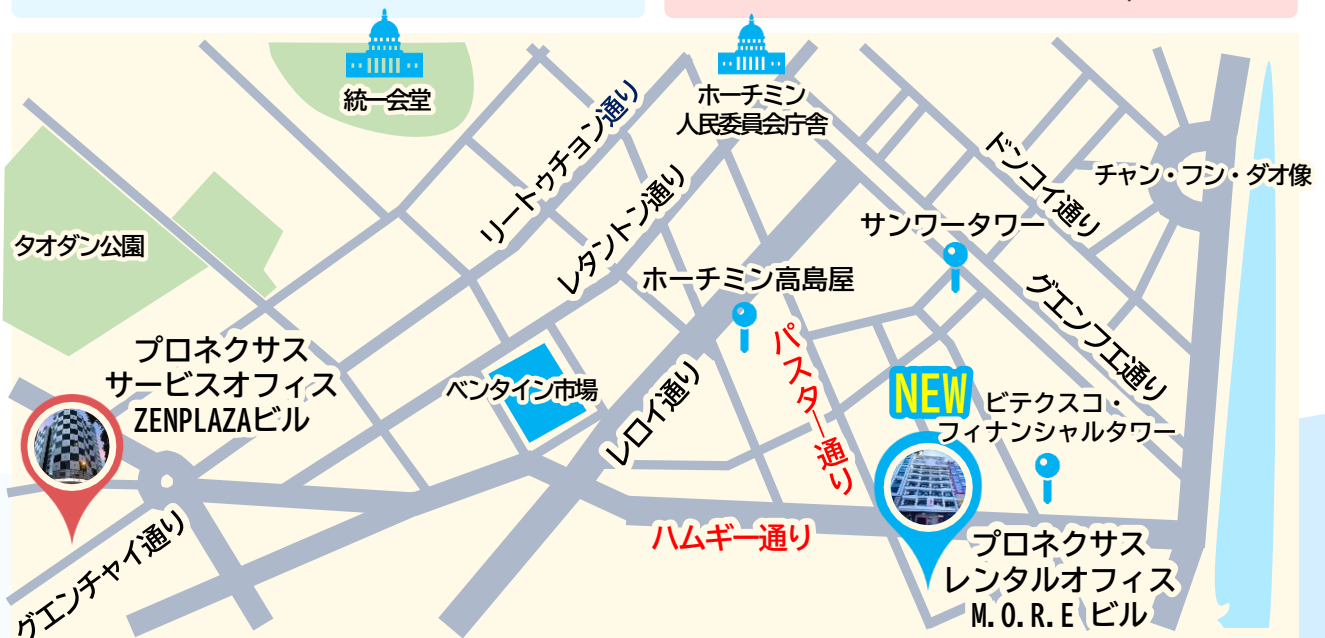 統一会堂
ホーチミン
人民委員会庁舎
リートゥチョン通り
レタントン通り
ドンコイ通り
チャン・フン・ダオ像
タオダン公園
サンワータワー
ホーチミン高島屋
グエンフエ通り
プロネクサス
サービスオフィス
ZENPLAZAビル
ベンタイン市場
レロイ通り
パスター通り
NEW
ビテクスコ・
フィナンシャルタワー
ハムギー通り
グエンチャイ通り
プロネクサス
レンタルオフィス
M.O.R.E ビル